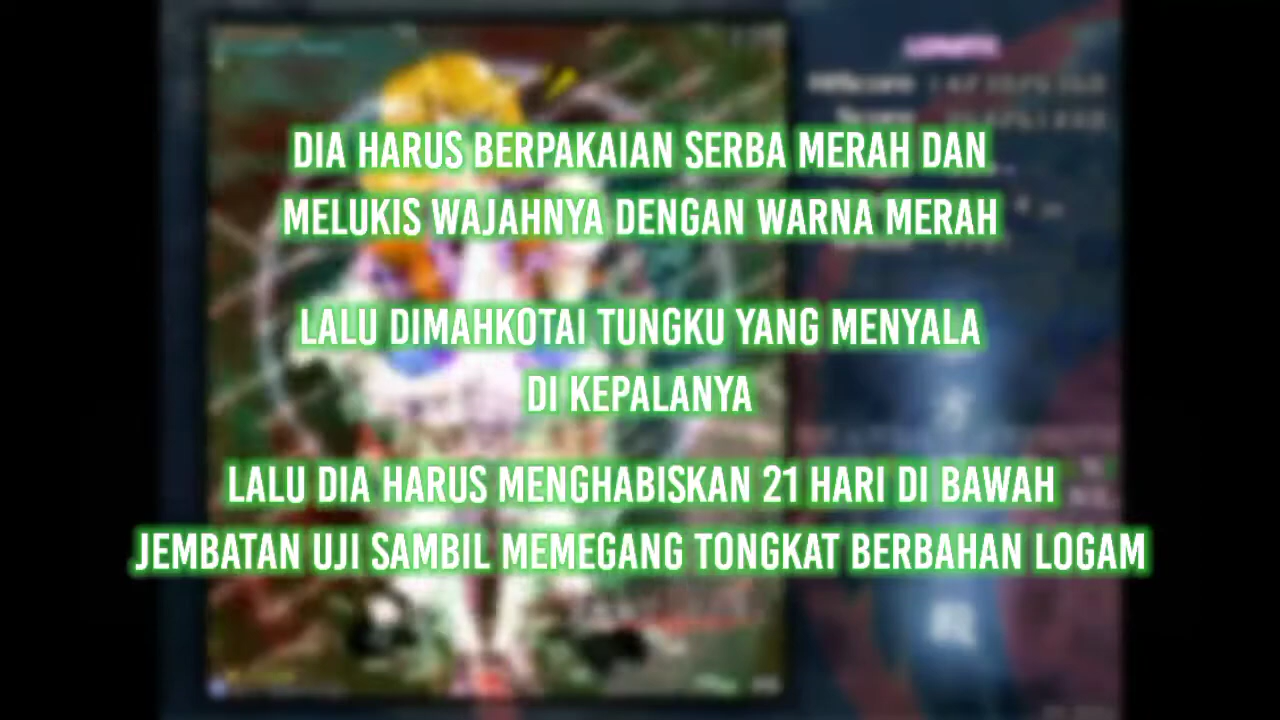 DIA HARUS BERPAKAIAN SERBA MERAH DAN
MELUKIS WAJAHNYA DENGAN WARNA MERAH
LALU DIMAHKOTAI TUNGKU YANG MENYALA
DI KEPALANYA
LALU DIA HARUS MENGHABISKAN 21 HARI DI BAWAH
JEMBATAN UJI SAMBIL MEMEGANG TONGKAT BERBAHAN LOGAM